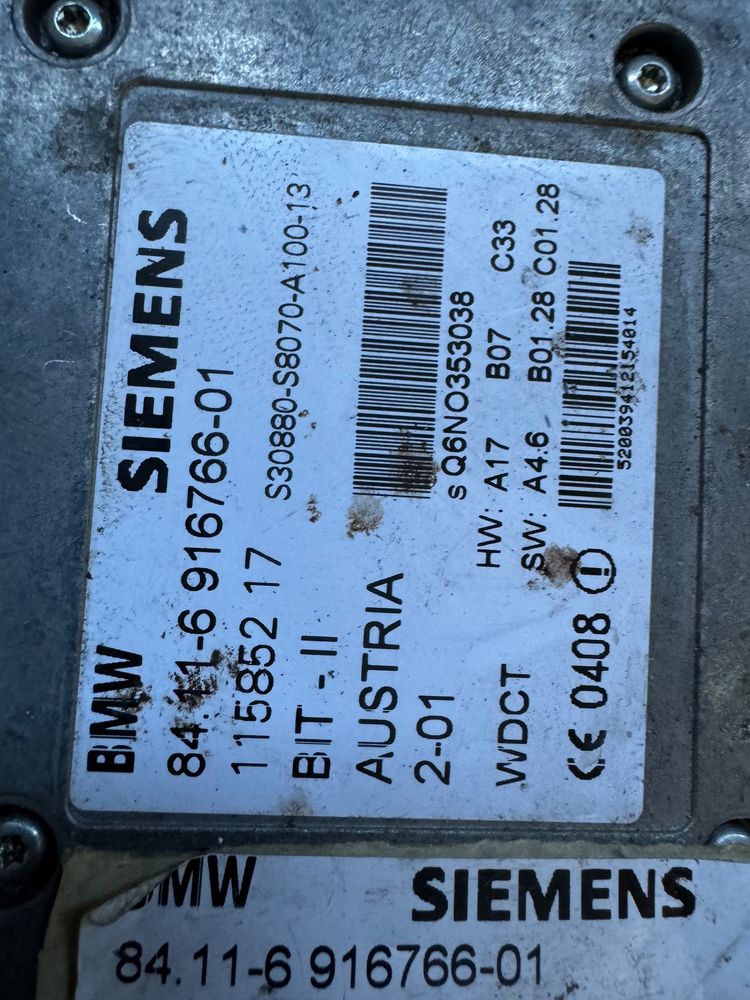 BMW SIEMENS
84.11-6 916766-01
115852 17 S30880-S8070-A100-13
BIT - II
AUSTRIA
2-01 s Q6NO353038
HW: A17 B07 C33
WDCT SW: A4.6 B01.28 C01.28
CE 0408
520039412154014
BMW SIEMENS
84.11-6 916766-01